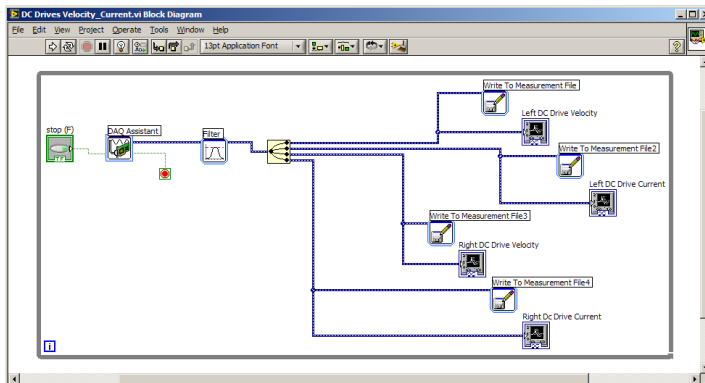 DC Drives Velocity_Current.vi Block Diagram
File Edit View Project Operate Tools Window Help
13pt Application Font
Write To Measurement File
Left DC Drive Velocity
stop (F)
DAQ Assistant
Filter
TF
Write To Measurement File2
Left DC Drive Current
Write To Measurement File3
Right DC Drive Velocity
Write To Measurement File4
Right Dc Drive Current
i